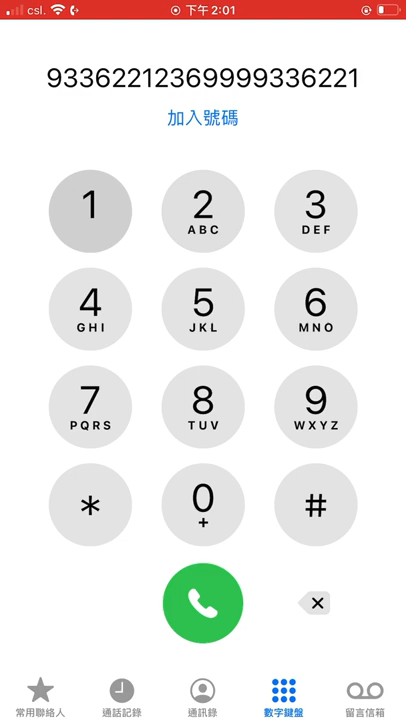 csl. 下午2:01
93362212369999336221
加入號碼
1 2 3
ABC DEF
4 5 6
GHI JKL MNO
7 8 9
PQRS TUV WXYZ
* 0 #
+
常用聯絡人 通話記錄 通訊錄 數字鍵盤 留言信箱